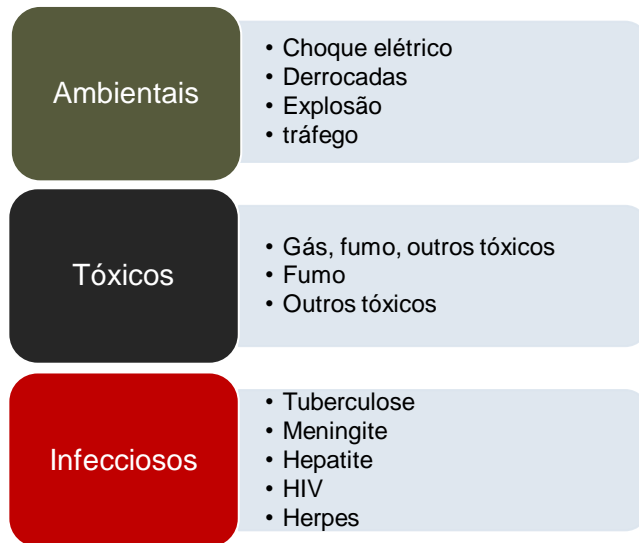 Ambientais
• Choque elétrico
• Derrocadas
• Explosão
• tráfego
Tóxicos
• Gás, fumo, outros tóxicos
• Fumo
• Outros tóxicos
Infecciosos
• Tuberculose
• Meningite
• Hepatite
• HIV
• Herpes